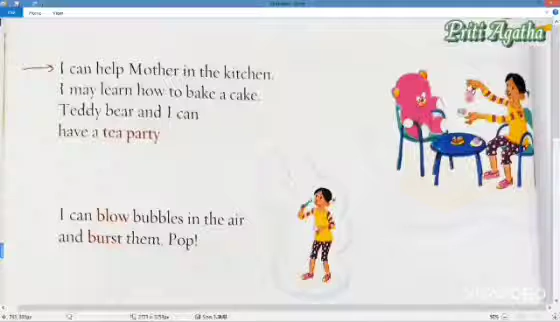 Priti Agatha
I can help Mother in the kitchen.
I may learn how to bake a cake.
Teddy bear and I can
have a tea party
I can blow bubbles in the air
and burst them. Pop!